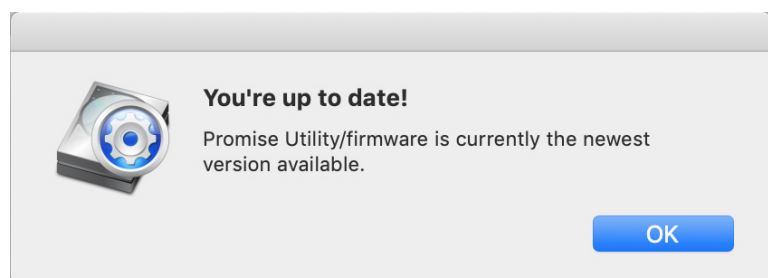 You're up to date!
Promise Utility/firmware is currently the newest
version available.
OK